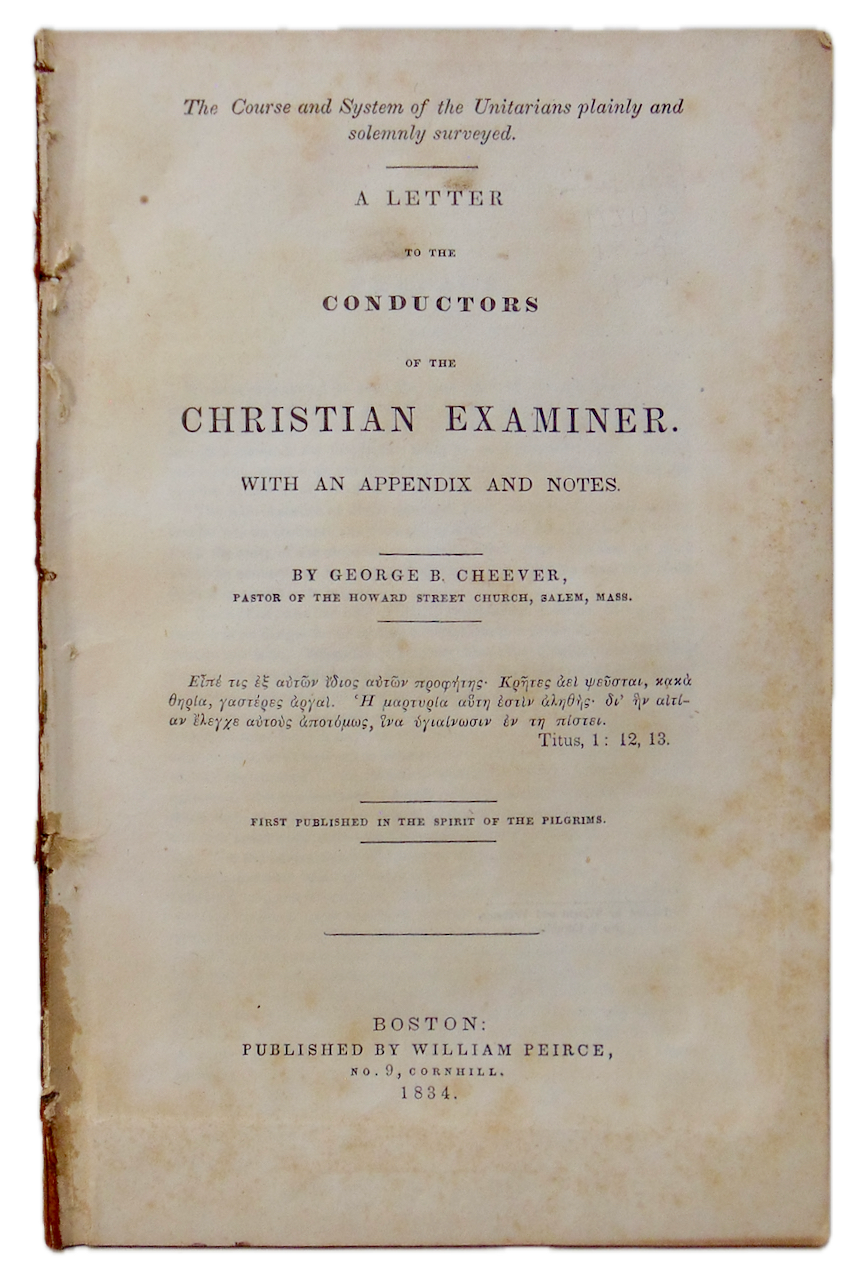 The Course and System of the Unitarians plainly and
solemnly surveyed.
A LETTER
TO THE
CONDUCTORS
OF THE
CHRISTIAN EXAMINER.
WITH AN APPENDIX AND NOTES.
BY GEORGE B. CHEEVER,
PASTOR OF THE HOWARD STREET CHURCH, SALEM, MASS.
Εἶπέ τις ἐξ αὐτῶν ἴδιος αὐτῶν προφήτης· Κρῆτες ἀεὶ ψεῦσται, κακὰ
θηρία, γαστέρες ἀργαί. Ἡ μαρτυρία αὕτη ἐστὶν ἀληθής· δι’ ἣν αἰτί-
αν ἔλεγχε αὐτοὺς ἀποτόμως, ἵνα ὑγιαίνωσιν ἐν τη πίστει.
Titus, 1: 12, 13.
FIRST PUBLISHED IN THE SPIRIT OF THE PILGRIMS.
BOSTON:
PUBLISHED BY WILLIAM PEIRCE,
NO. 9, CORNHILL.
1834.